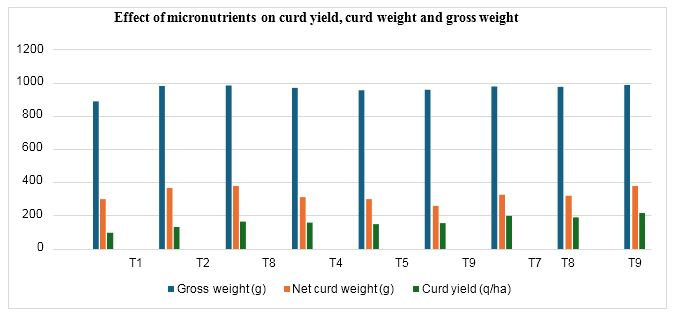 Effect of micronutrients on curd yield, curd weight and gross weight
1200
1000
800
600
400
200
0
T1 T2 T8 T4 T5 T9 T7 T8 T9
Gross weight (g) Net curd weight (g) Curd yield (q/ha)